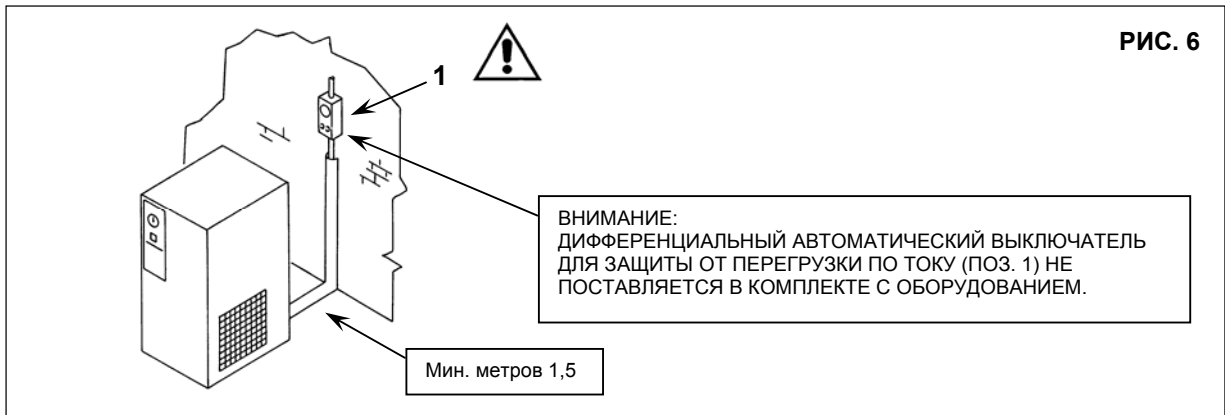 РИС. 6
1
ВНИМАНИЕ:
ДИФФЕРЕНЦИАЛЬНЫЙ АВТОМАТИЧЕСКИЙ ВЫКЛЮЧАТЕЛЬ
ДЛЯ ЗАЩИТЫ ОТ ПЕРЕГРУЗКИ ПО ТОКУ (ПОЗ. 1) НЕ
ПОСТАВЛЯЕТСЯ В КОМПЛЕКТЕ С ОБОРУДОВАНИЕМ.
Мин. метров 1,5